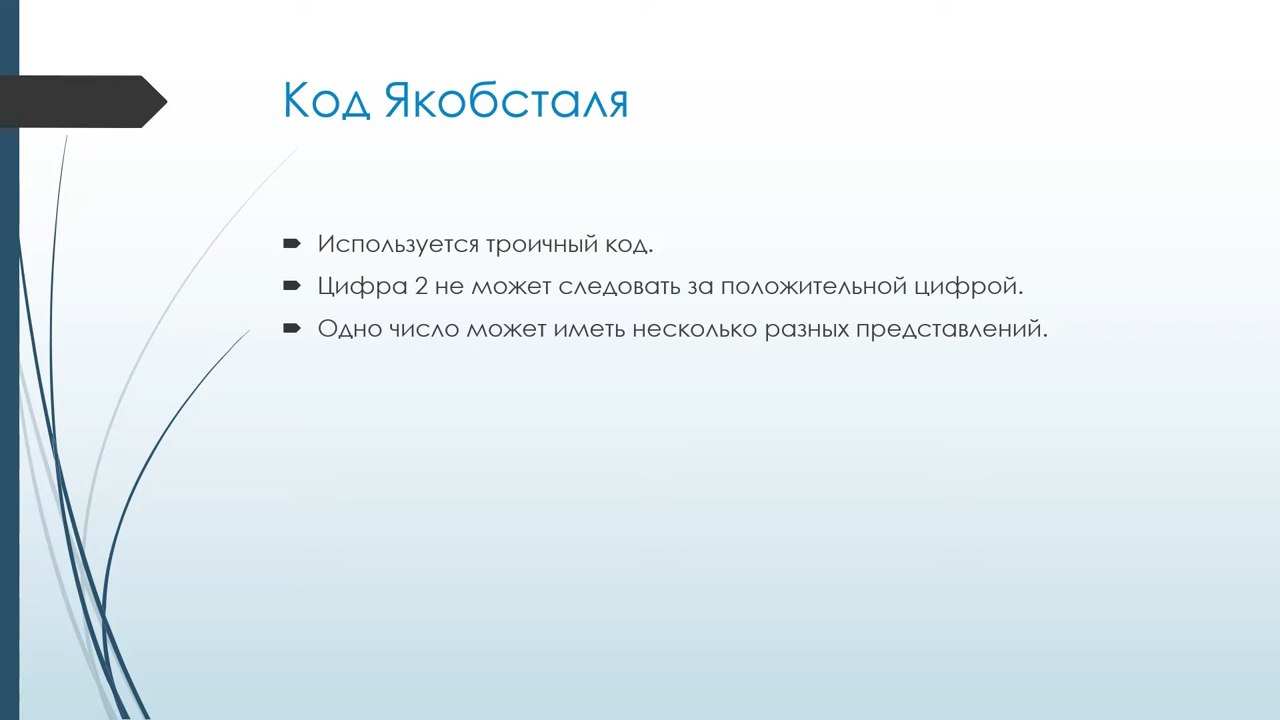 Код Якобсталя
Используется троичный код.
Цифра 2 не может следовать за положительной цифрой.
Одно число может иметь несколько разных представлений.